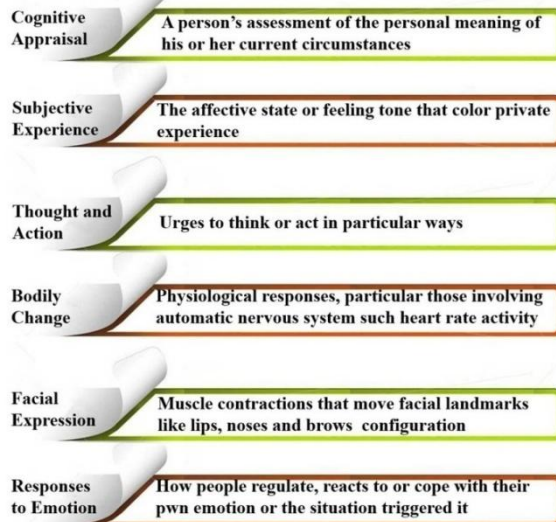 Cognitive
Appraisal
A person's assessment of the personal meaning of
his or her current circumstances
Subjective
Experience
The affective state or feeling tone that color private
experience
Thought and
Action
Urges to think or act in particular ways
Bodily
Change
Physiological responses, particular those involving
automatic nervous system such heart rate activity
Facial
Expression
Muscle contractions that move facial landmarks
like lips, noses and brows configuration
Responses
to Emotion
How people regulate, reacts to or cope with their
pwn emotion or the situation triggered it